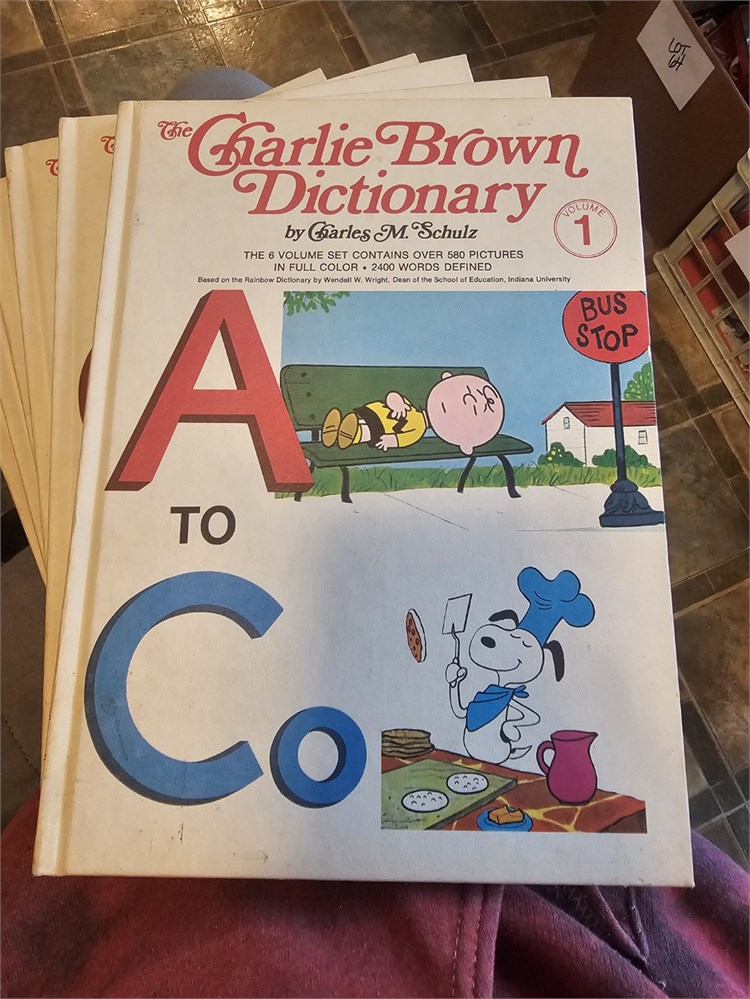 The Charlie Brown
Dictionary
by Charles M. Schulz
VOLUME
1
THE 6 VOLUME SET CONTAINS OVER 580 PICTURES
IN FULL COLOR • 2400 WORDS DEFINED
Based on the Rainbow Dictionary by Wendell W. Wright, Dean of the School of Education, Indiana University
A
TO
Co
BUS
STOP
LOT
64